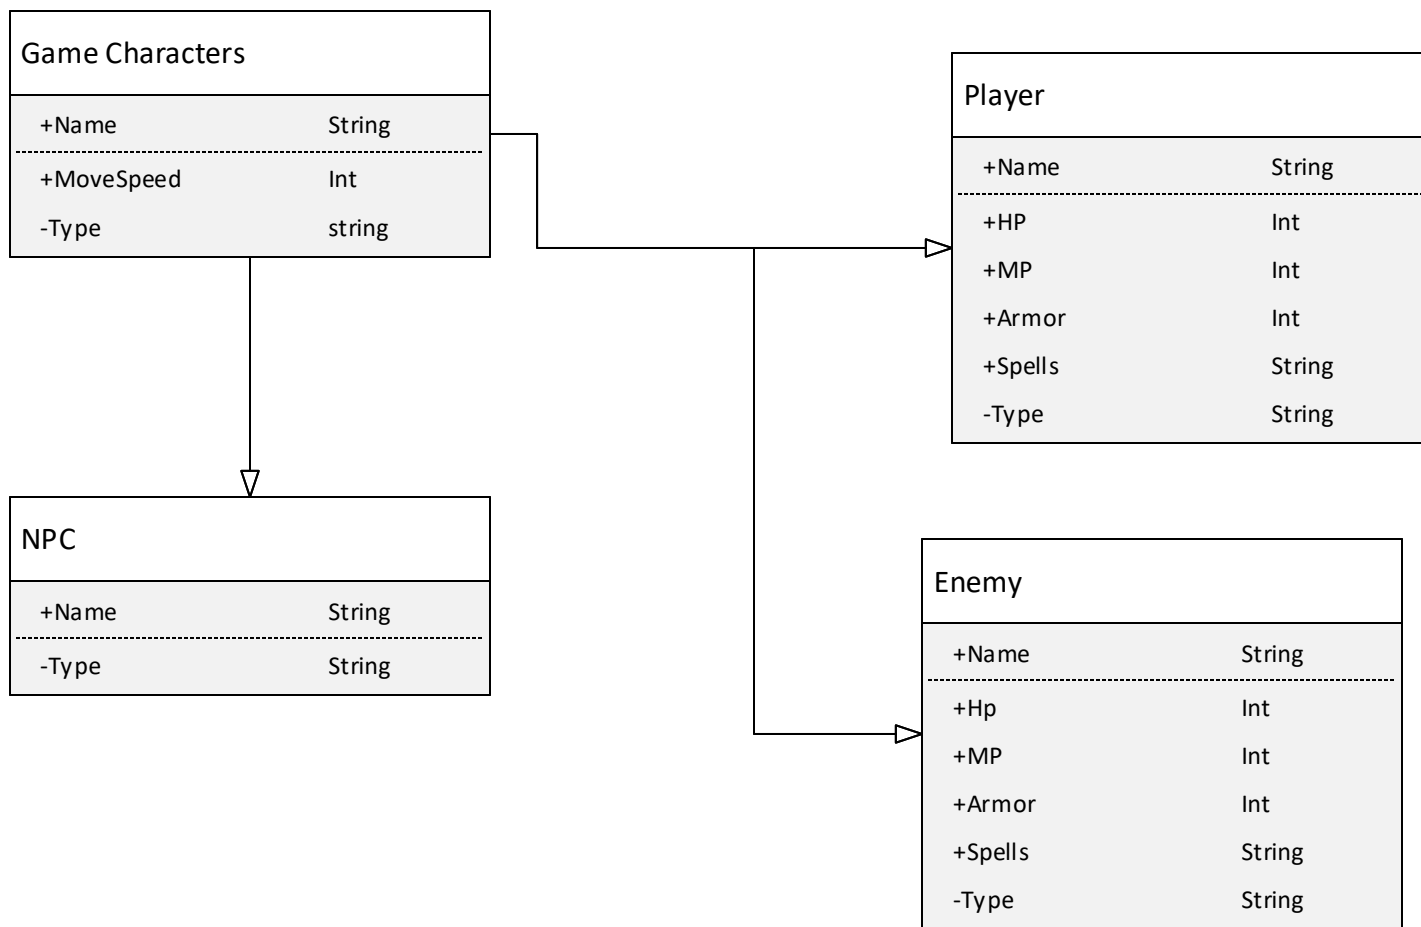 Game Characters
+Name String
+MoveSpeed Int
-Type string
Player
+Name String
+HP Int
+MP Int
+Armor Int
+Spells String
-Type String
NPC
+Name String
-Type String
Enemy
+Name String
+Hp Int
+MP Int
+Armor Int
+Spells String
-Type String